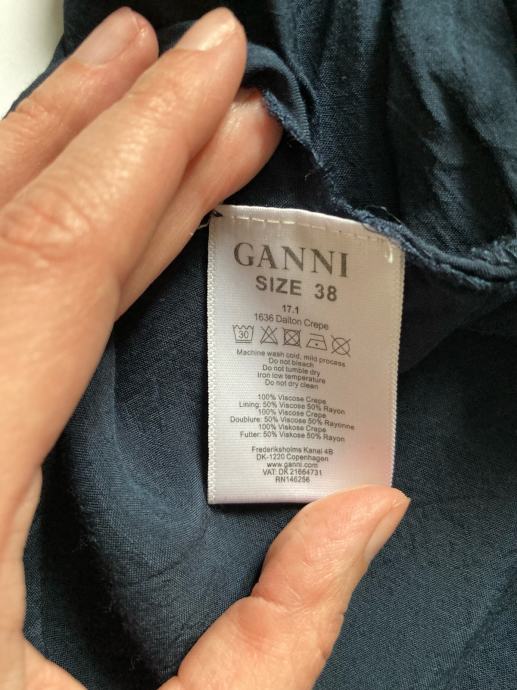 GANNI
SIZE 38
17.1
1636 Dalton Crepe
30
Machine wash cold, mild process
Do not bleach
Do not tumble dry
Iron low temperature
Do not dry clean
100% Viscose Crepe
Lining: 50% Viscose 50% Rayon
100% Viscose Crepe
Doublure: 50% Viscose 50% Rayonne
100% Viskose Crepe
Futter: 50% Viskose 50% Rayon
Frederiksholms Kanal 4B
DK-1220 Copenhagen
www.ganni.com
VAT: DK 21664731
RN146256